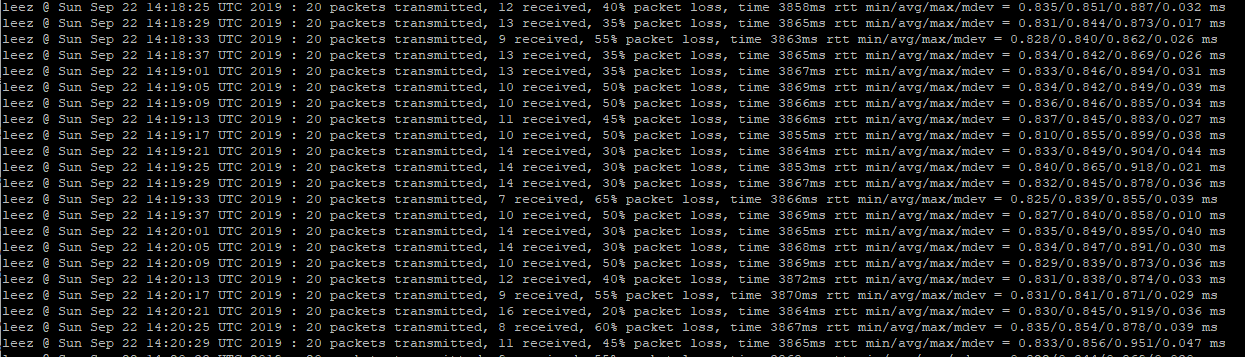 leez @ Sun Sep 22 14:18:25 UTC 2019 : 20 packets transmitted, 12 received, 40% packet loss, time 3858ms rtt min/avg/max/mdev = 0.835/0.851/0.887/0.032 ms
leez @ Sun Sep 22 14:18:29 UTC 2019 : 20 packets transmitted, 13 received, 35% packet loss, time 3865ms rtt min/avg/max/mdev = 0.831/0.844/0.873/0.017 ms
leez @ Sun Sep 22 14:18:33 UTC 2019 : 20 packets transmitted, 9 received, 55% packet loss, time 3863ms rtt min/avg/max/mdev = 0.828/0.840/0.862/0.026 ms
leez @ Sun Sep 22 14:18:37 UTC 2019 : 20 packets transmitted, 13 received, 35% packet loss, time 3865ms rtt min/avg/max/mdev = 0.834/0.842/0.869/0.026 ms
leez @ Sun Sep 22 14:19:01 UTC 2019 : 20 packets transmitted, 13 received, 35% packet loss, time 3867ms rtt min/avg/max/mdev = 0.833/0.846/0.894/0.031 ms
leez @ Sun Sep 22 14:19:05 UTC 2019 : 20 packets transmitted, 10 received, 50% packet loss, time 3869ms rtt min/avg/max/mdev = 0.834/0.842/0.849/0.039 ms
leez @ Sun Sep 22 14:19:09 UTC 2019 : 20 packets transmitted, 10 received, 50% packet loss, time 3866ms rtt min/avg/max/mdev = 0.836/0.846/0.885/0.034 ms
leez @ Sun Sep 22 14:19:13 UTC 2019 : 20 packets transmitted, 11 received, 45% packet loss, time 3866ms rtt min/avg/max/mdev = 0.837/0.845/0.883/0.027 ms
leez @ Sun Sep 22 14:19:17 UTC 2019 : 20 packets transmitted, 10 received, 50% packet loss, time 3855ms rtt min/avg/max/mdev = 0.810/0.855/0.899/0.038 ms
leez @ Sun Sep 22 14:19:21 UTC 2019 : 20 packets transmitted, 14 received, 30% packet loss, time 3864ms rtt min/avg/max/mdev = 0.833/0.849/0.904/0.044 ms
leez @ Sun Sep 22 14:19:25 UTC 2019 : 20 packets transmitted, 14 received, 30% packet loss, time 3853ms rtt min/avg/max/mdev = 0.840/0.865/0.918/0.021 ms
leez @ Sun Sep 22 14:19:29 UTC 2019 : 20 packets transmitted, 14 received, 30% packet loss, time 3867ms rtt min/avg/max/mdev = 0.832/0.845/0.878/0.036 ms
leez @ Sun Sep 22 14:19:33 UTC 2019 : 20 packets transmitted, 7 received, 65% packet loss, time 3866ms rtt min/avg/max/mdev = 0.825/0.839/0.855/0.039 ms
leez @ Sun Sep 22 14:19:37 UTC 2019 : 20 packets transmitted, 10 received, 50% packet loss, time 3869ms rtt min/avg/max/mdev = 0.827/0.840/0.858/0.010 ms
leez @ Sun Sep 22 14:20:01 UTC 2019 : 20 packets transmitted, 14 received, 30% packet loss, time 3865ms rtt min/avg/max/mdev = 0.835/0.849/0.895/0.040 ms
leez @ Sun Sep 22 14:20:05 UTC 2019 : 20 packets transmitted, 14 received, 30% packet loss, time 3868ms rtt min/avg/max/mdev = 0.834/0.847/0.891/0.030 ms
leez @ Sun Sep 22 14:20:09 UTC 2019 : 20 packets transmitted, 10 received, 50% packet loss, time 3869ms rtt min/avg/max/mdev = 0.829/0.839/0.873/0.036 ms
leez @ Sun Sep 22 14:20:13 UTC 2019 : 20 packets transmitted, 12 received, 40% packet loss, time 3872ms rtt min/avg/max/mdev = 0.831/0.838/0.874/0.033 ms
leez @ Sun Sep 22 14:20:17 UTC 2019 : 20 packets transmitted, 9 received, 55% packet loss, time 3870ms rtt min/avg/max/mdev = 0.831/0.841/0.871/0.029 ms
leez @ Sun Sep 22 14:20:21 UTC 2019 : 20 packets transmitted, 16 received, 20% packet loss, time 3864ms rtt min/avg/max/mdev = 0.830/0.845/0.919/0.036 ms
leez @ Sun Sep 22 14:20:25 UTC 2019 : 20 packets transmitted, 8 received, 60% packet loss, time 3867ms rtt min/avg/max/mdev = 0.835/0.854/0.878/0.039 ms
leez @ Sun Sep 22 14:20:29 UTC 2019 : 20 packets transmitted, 11 received, 45% packet loss, time 3865ms rtt min/avg/max/mdev = 0.833/0.856/0.951/0.047 ms